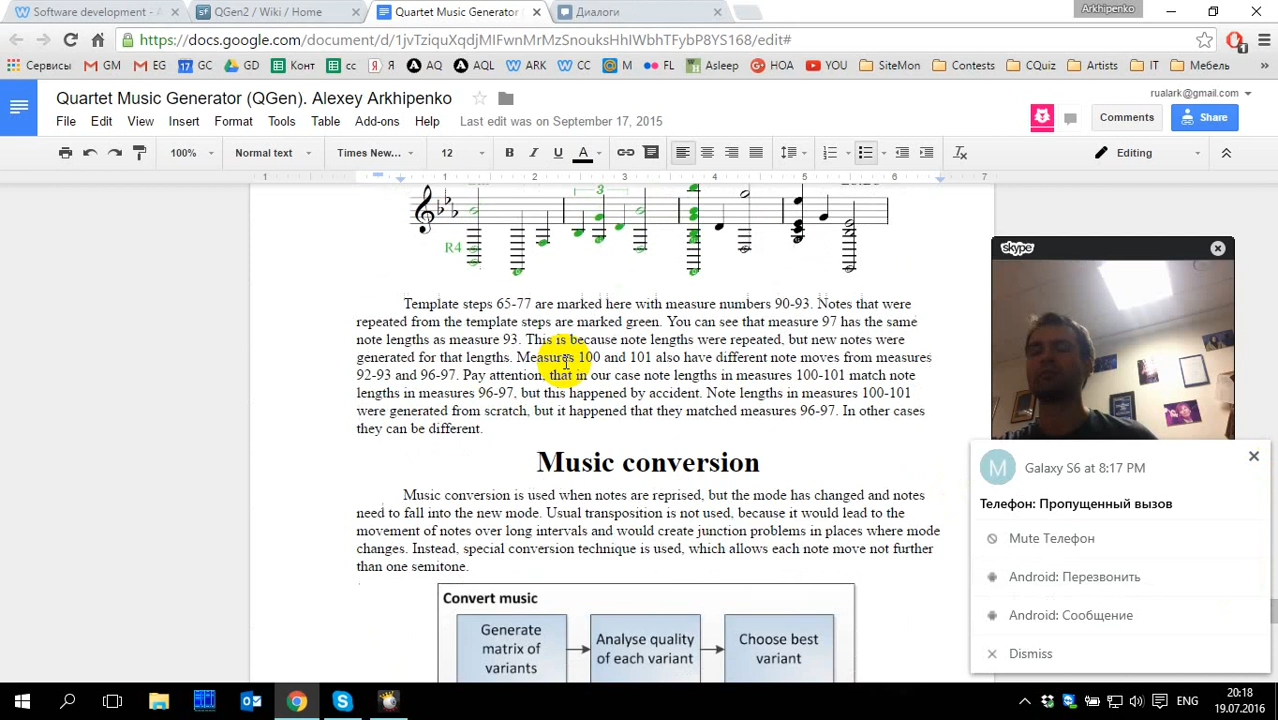 Software development - A
QGen2 / Wiki / Home
Quartet Music Generator
Диалоги
Arkhipenko
https://docs.google.com/document/d/1jvTziquXqdjMIFwnMrMzSnouksHhIWbhTFybP8YS168/edit#
Сервисы GM EG GC GD Конт cc Я AQ AQL ARK CC M FL Asleep HOA YOU SiteMon Contests CQuiz Artists IT Мебель
Quartet Music Generator (QGen). Alexey Arkhipenko
rualark@gmail.com
File Edit View Insert Format Tools Table Add-ons Help Last edit was on September 17, 2015
Comments Share
100% Normal text Times New... 12 B I U A Editing
1 1 2 3 4 5 6 7
3
R4
Template steps 65-77 are marked here with measure numbers 90-93. Notes that were
repeated from the template steps are marked green. You can see that measure 97 has the same
note lengths as measure 93. This is because note lengths were repeated, but new notes were
generated for that lengths. Measures 100 and 101 also have different note moves from measures
92-93 and 96-97. Pay attention, that in our case note lengths in measures 100-101 match note
lengths in measures 96-97, but this happened by accident. Note lengths in measures 100-101
were generated from scratch, but it happened that they matched measures 96-97. In other cases
they can be different.
Music conversion
Music conversion is used when notes are reprised, but the mode has changed and notes
need to fall into the new mode. Usual transposition is not used, because it would lead to the
movement of notes over long intervals and would create junction problems in places where mode
changes. Instead, special conversion technique is used, which allows each note move not further
than one semitone.
Convert music
Generate
matrix of
variants
Analyse quality
of each variant
Choose best
variant
skype
M
Galaxy S6 at 8:17 PM
Телефон: Пропущенный вызов
Mute Телефон
Android: Перезвонить
Android: Сообщение
Dismiss
ENG
20:18
19.07.2016